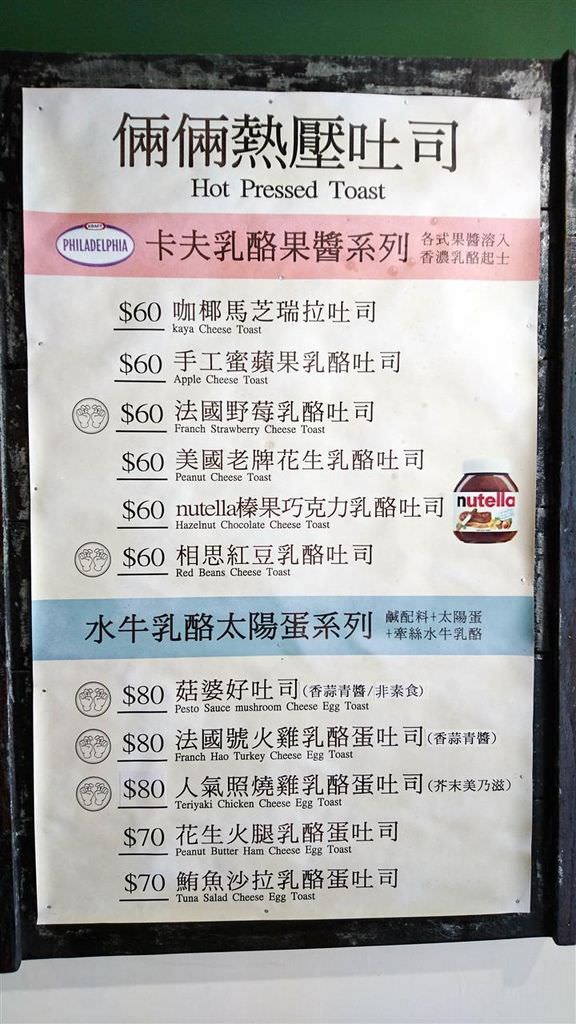 倆倆熱壓吐司
Hot Pressed Toast
KRAFT
PHILADELPHIA
卡夫乳酪果醬系列
各式果醬溶入
香濃乳酪起士
$60 咖椰馬芝瑞拉吐司
kaya Cheese Toast
$60 手工蜜蘋果乳酪吐司
Apple Cheese Toast
$60 法國野莓乳酪吐司
Franch Strawberry Cheese Toast
$60 美國老牌花生乳酪吐司
Peanut Cheese Toast
$60 nutella榛果巧克力乳酪吐司
Hazelnut Chocolate Cheese Toast
nutella
$60 相思紅豆乳酪吐司
Red Beans Cheese Toast
水牛乳酪太陽蛋系列
鹹配料+太陽蛋
+牽絲水牛乳酪
$80 菇婆好吐司(香蒜青醬/非素食)
Pesto Sauce mushroom Cheese Egg Toast
$80 法國號火雞乳酪蛋吐司(香蒜青醬)
Franch Hao Turkey Cheese Egg Toast
$80 人氣照燒雞乳酪蛋吐司(芥末美乃滋)
Teriyaki Chicken Cheese Egg Toast
$70 花生火腿乳酪蛋吐司
Peanut Butter Ham Cheese Egg Toast
$70 鮪魚沙拉乳酪蛋吐司
Tuna Salad Cheese Egg Toast